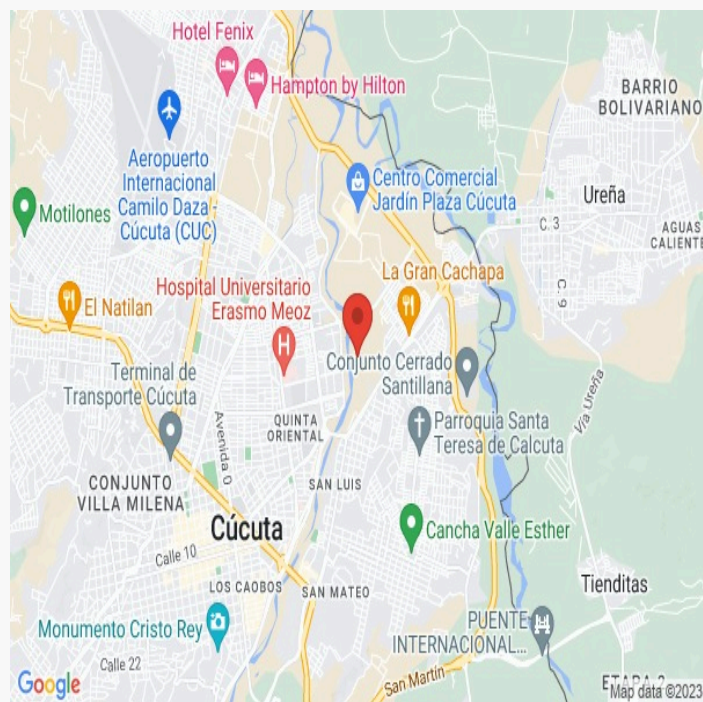 Hotel Fenix
Hampton by Hilton
BARRIO
BOLIVARIANO
Aeropuerto
Internacional
Camilo Daza -
Cúcuta (CUC)
Centro Comercial
Jardín Plaza Cúcuta
Ureña
Motilones
C. 3
AGUAS
CALIENTE
Hospital Universitario
Erasmo Meoz
La Gran Cachapa
C. 9
El Natilan
Terminal de
Transporte Cúcuta
Conjunto Cerrado
Santillana
Vía Ureña
Avenida 0
QUINTA
ORIENTAL
Parroquia Santa
Teresa de Calcuta
CONJUNTO
VILLA MILENA
SAN LUIS
Cúcuta
Cancha Valle Esther
Calle 10
LOS CAOBOS
SAN MATEO
Tienditas
Monumento Cristo Rey
PUENTE
INTERNACIONAL...
Calle 22
San Martin
ETAPA 2
Google
Map data ©2023